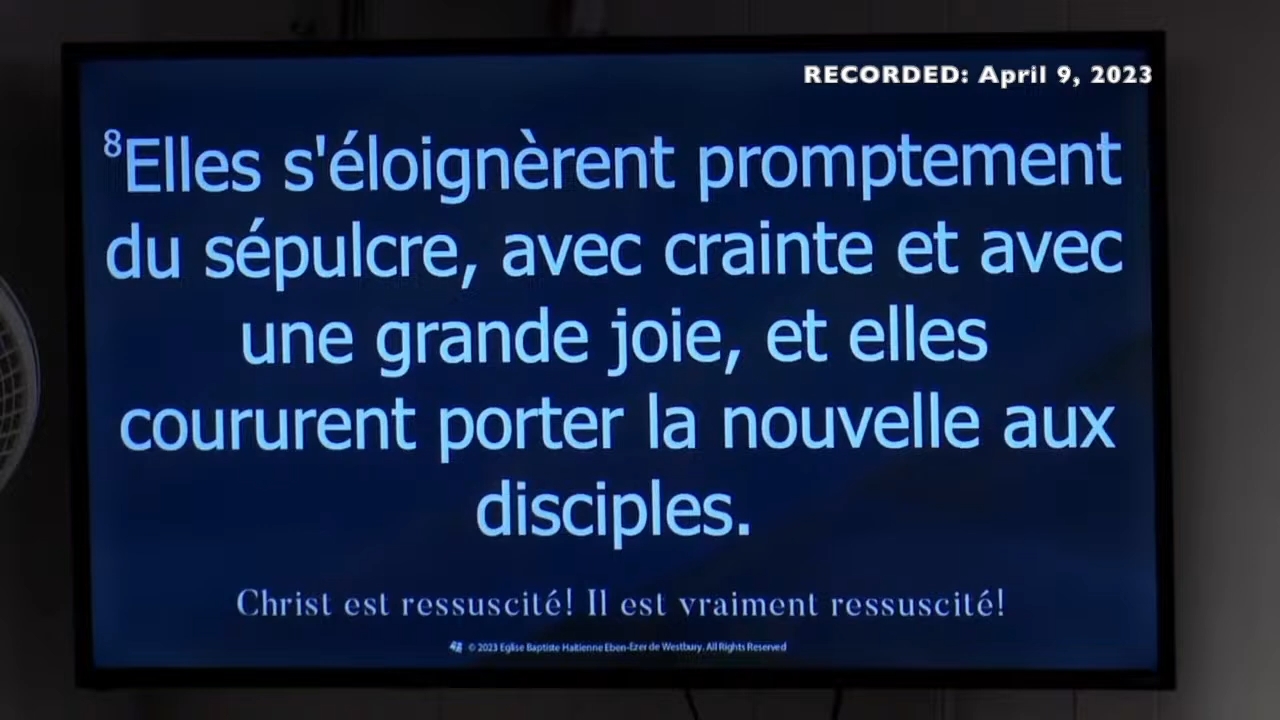 RECORDED: April 9, 2023
⁸Elles s'éloignèrent promptement
du sépulcre, avec crainte et avec
une grande joie, et elles
coururent porter la nouvelle aux
disciples.
Christ est ressuscité! Il est vraiment ressuscité!
© 2023 Eglise Baptiste Haitienne Eben-Ezer de Westbury. All Rights Reserved